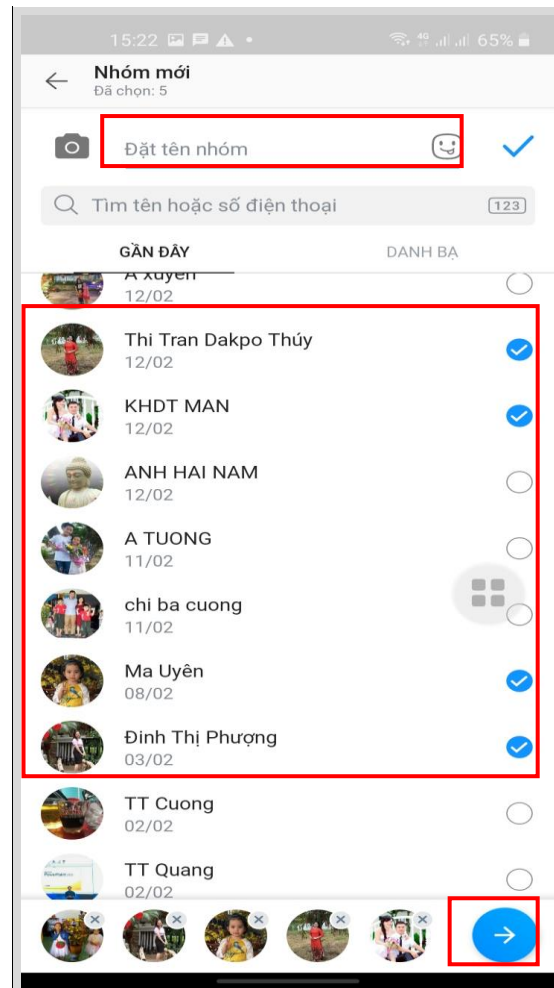 15:22
65%
Nhóm mới
Đã chọn: 5
Đặt tên nhóm
Tìm tên hoặc số điện thoại
123
GẦN ĐÂY
DANH BẠ
A xuyen
12/02
Thi Tran Dakpo Thúy
12/02
KHDT MAN
12/02
ANH HAI NAM
12/02
A TUONG
11/02
chi ba cuong
11/02
Ma Uyên
08/02
Đinh Thị Phượng
03/02
TT Cuong
02/02
TT Quang
02/02